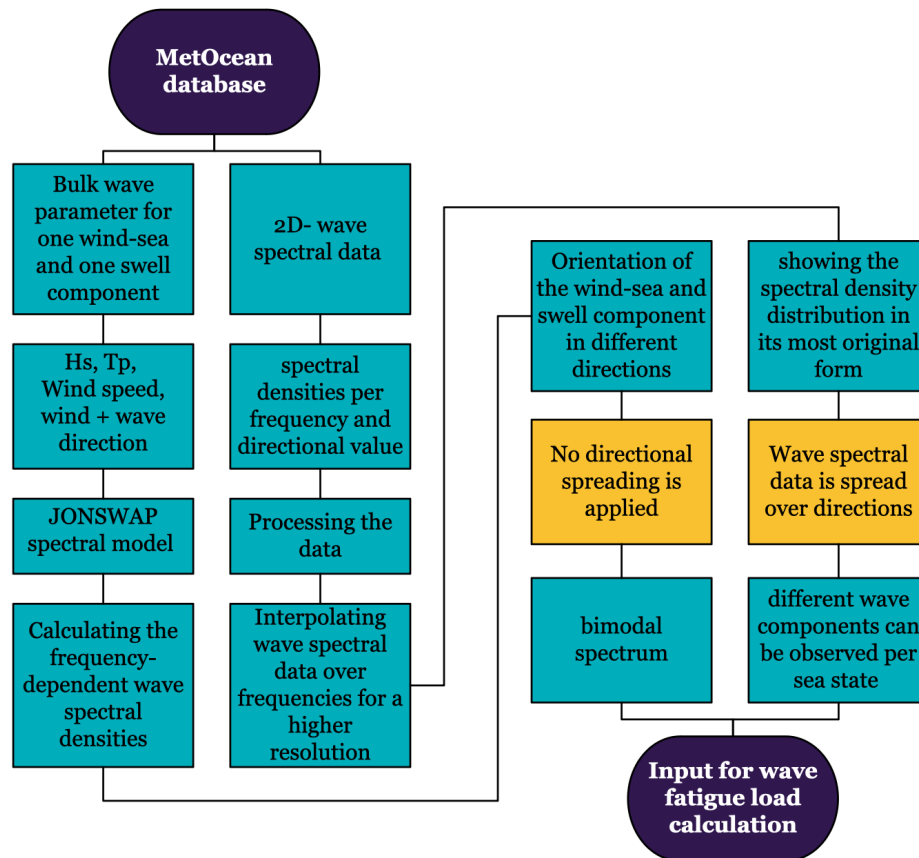 MetOcean
database
Bulk wave
parameter for
one wind-sea
and one swell
component
2D- wave
spectral data
Hs, Tp,
Wind speed,
wind + wave
direction
spectral
densities per
frequency and
directional value
JONSWAP
spectral model
Processing the
data
Calculating the
frequency-
dependent wave
spectral
densities
Interpolating
wave spectral
data over
frequencies for a
higher
resolution
Orientation of
the wind-sea and
swell component
in different
directions
showing the
spectral density
distribution in
its most original
form
No directional
spreading is
applied
Wave spectral
data is spread
over directions
bimodal
spectrum
different wave
components can
be observed per
sea state
Input for wave
fatigue load
calculation